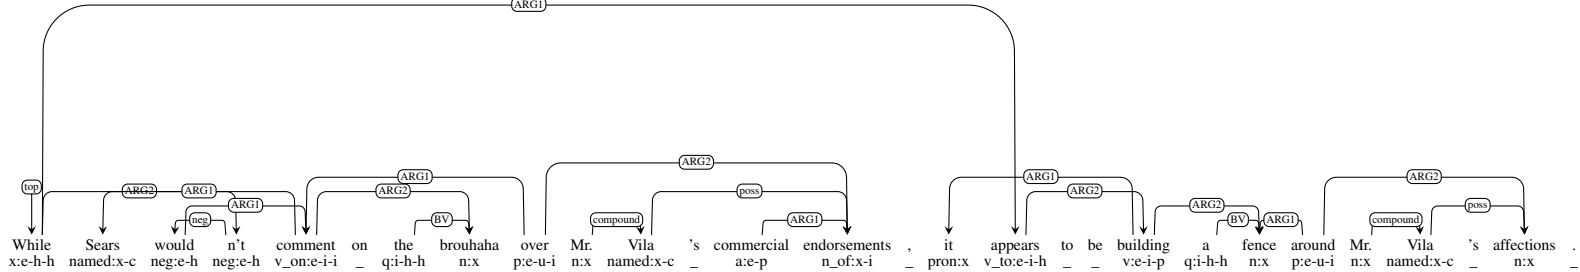 ARG1
ARG1 ARG2 ARG1 ARG1 ARG2
top ARG2 ARG1 ARG2 poss ARG2
ARG1 ARG2 poss
neg BV compound ARG1 BV ARG1 compound
While Sears would n't comment on the brouhaha over Mr. Vila 's commercial endorsements , it appears to be building a fence around Mr. Vila 's affections .
x:e-h-h named:x-c neg:e-h neg:e-h v_on:e-i-i _ q:i-h-h n:x p:e-u-i n:x named:x-c _ a:e-p n_of:x-i _ pron:x v_to:e-i-h _ _ v:e-i-p q:i-h-h n:x p:e-u-i n:x named:x-c _ n:x _